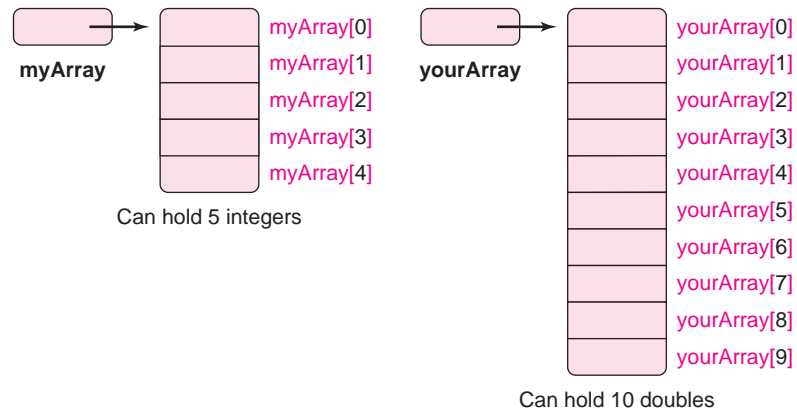 myArray
myArray[0]
myArray[1]
myArray[2]
myArray[3]
myArray[4]
Can hold 5 integers
yourArray
yourArray[0]
yourArray[1]
yourArray[2]
yourArray[3]
yourArray[4]
yourArray[5]
yourArray[6]
yourArray[7]
yourArray[8]
yourArray[9]
Can hold 10 doubles